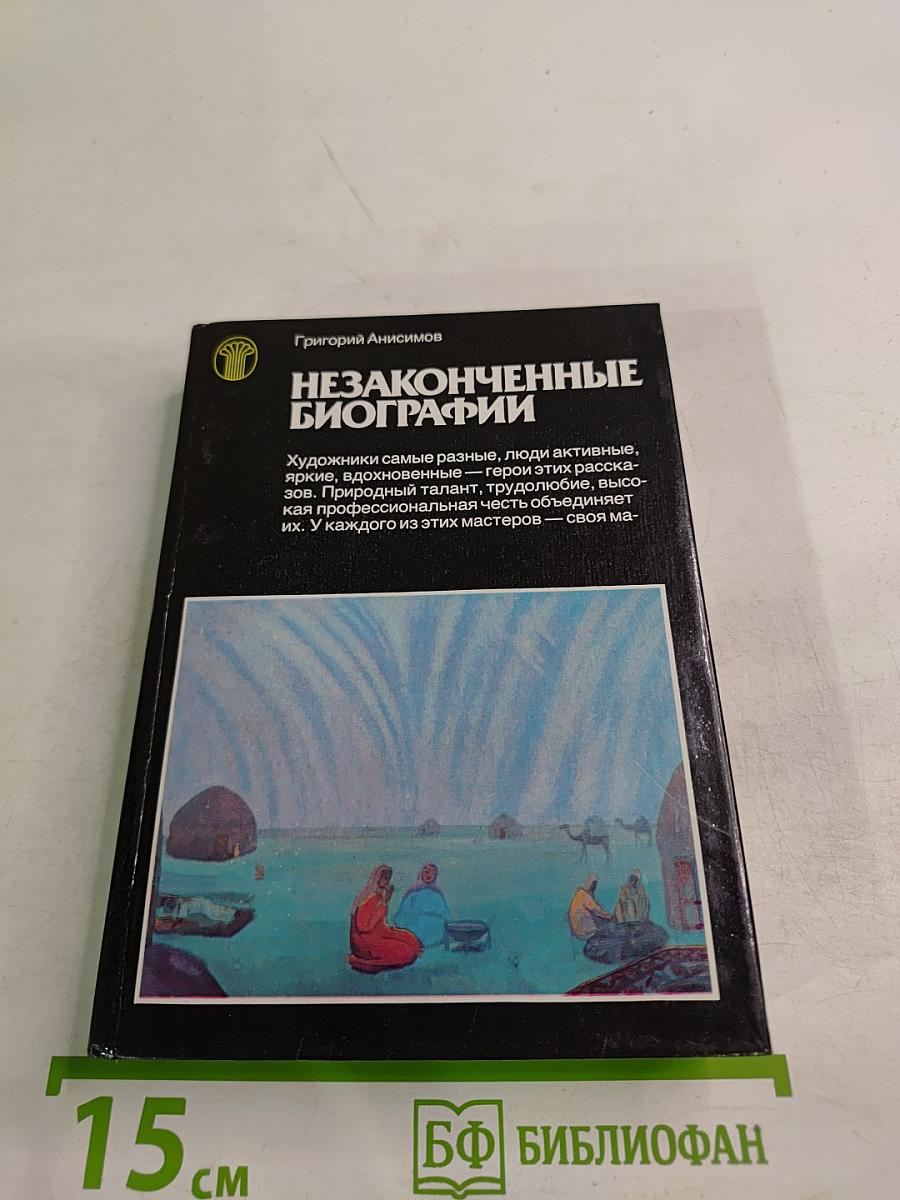 Григорий Анисимов
НЕЗАКОНЧЕННЫЕ
БИОГРАФИИ
Художники самые разные, люди активные,
яркие, вдохновенные — герои этих расска-
зов. Природный талант, трудолюбие, высо-
кая профессиональная честь объединяет
их. У каждого из этих мастеров — своя ма-
15 см
БФ БИБЛИОФАН